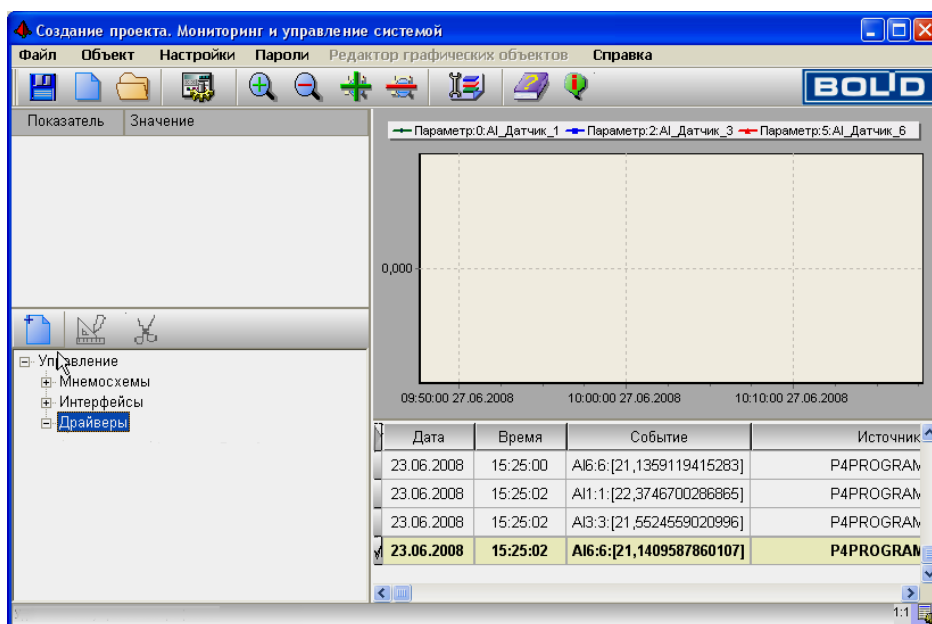 Создание проекта. Мониторинг и управление системой
Файл Объект Настройки Пароли Редактор графических объектов Справка
BOLID
Показатель Значение
Параметр:0:AI_Датчик_1 Параметр:2:AI_Датчик_3 Параметр:5:AI_Датчик_6
0,000
09:50:00 27.06.2008 10:00:00 27.06.2008 10:10:00 27.06.2008
Управление
Мнемосхемы
Интерфейсы
Драйверы
Дата Время Событие Источник
23.06.2008 15:25:00 AI6:6:[21,1359119415283] P4PROGRAM
23.06.2008 15:25:02 AI1:1:[22,3746700286865] P4PROGRAM
23.06.2008 15:25:02 AI3:3:[21,5524559020996] P4PROGRAM
23.06.2008 15:25:02 AI6:6:[21,1409587860107] P4PROGRAM
1:1